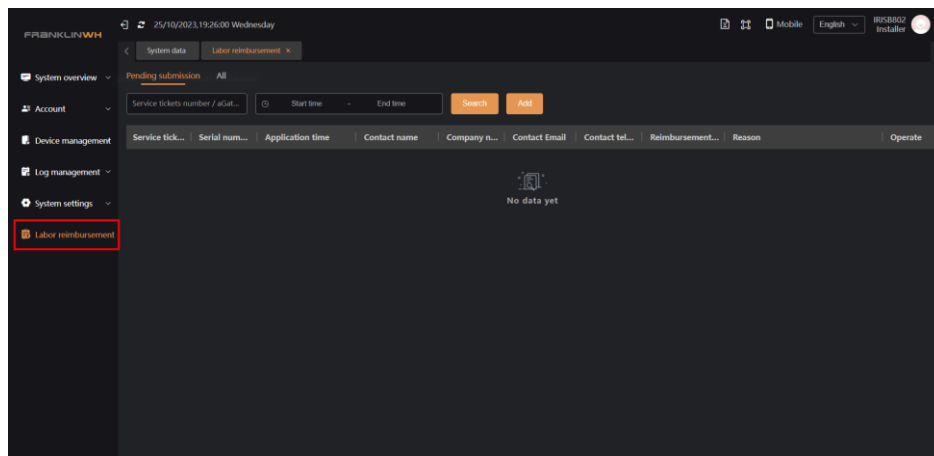 FRANKLINWH
25/10/2023,19:26:00 Wednesday
Mobile
English
IRISB802
Installer
System data
Labor reimbursement ×
System overview
Account
Device management
Log management
System settings
Labor reimbursement
Pending submission
All
Service tickets number / aGat...
Start time - End time
Search
Add
Service tick... Serial num... Application time Contact name Company n... Contact Email Contact tel... Reimbursement... Reason Operate
No data yet